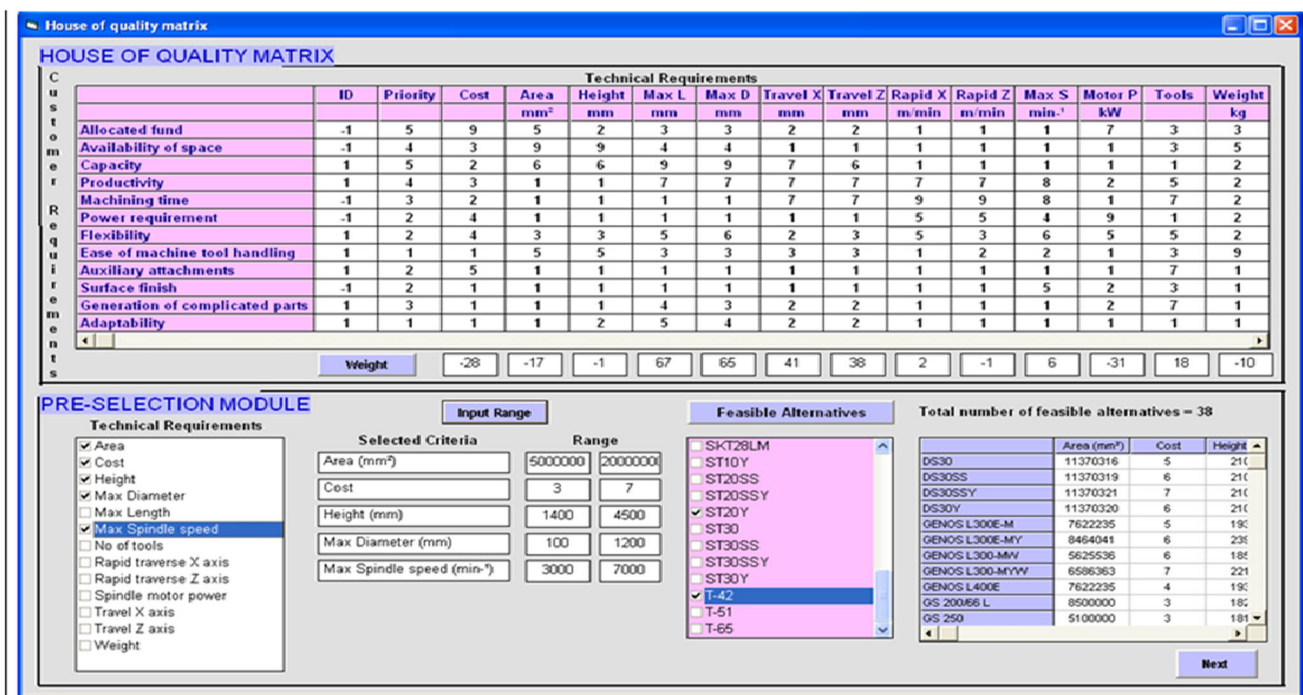 House of quality matrix
HOUSE OF QUALITY MATRIX
Customer Requirements
Technical Requirements
ID Priority Cost Area Height Max L Max D Travel X Travel Z Rapid X Rapid Z Max S Motor P Tools Weight
mm² mm mm mm mm mm m/min m/min min-¹ kW kg
Allocated fund -1 5 9 5 2 3 3 2 2 1 1 1 7 3 3
Availability of space -1 4 3 9 9 4 4 1 1 1 1 1 1 3 5
Capacity 1 5 2 6 6 9 9 7 6 1 1 1 1 1 2
Productivity 1 4 3 1 1 7 7 7 7 7 7 8 2 5 2
Machining time -1 3 2 1 1 1 1 7 7 9 9 8 1 7 2
Power requirement -1 2 4 1 1 1 1 1 1 5 5 4 9 1 2
Flexibility 1 2 4 3 3 5 6 2 3 5 3 6 5 5 2
Ease of machine tool handling 1 1 1 5 5 3 3 3 3 1 2 2 1 3 9
Auxiliary attachments 1 2 5 1 1 1 1 1 1 1 1 1 1 7 1
Surface finish -1 2 1 1 1 1 1 1 1 1 1 5 2 3 1
Generation of complicated parts 1 3 1 1 1 4 3 2 2 1 1 1 2 7 1
Adaptability 1 1 1 1 2 5 4 2 2 1 1 1 1 1 1
Weight -28 -17 -1 67 65 41 38 2 -1 6 -31 18 -10
PRE-SELECTION MODULE
Technical Requirements
Area
Cost
Height
Max Diameter
Max Length
Max Spindle speed
No of tools
Rapid traverse X axis
Rapid traverse Z axis
Spindle motor power
Travel X axis
Travel Z axis
Weight
Input Range
Selected Criteria Range
Area (mm²) 5000000 2000000
Cost 3 7
Height (mm) 1400 4500
Max Diameter (mm) 100 1200
Max Spindle speed (min-¹) 3000 7000
Feasible Alternatives
SKT28LM
ST10Y
ST20SS
ST20SSY
ST20Y
ST30
ST30SS
ST30SSY
ST30Y
T-42
T-51
T-65
Total number of feasible alternatives = 38
Area (mm²) Cost Height
DS30 11370316 5 210
DS30SS 11370319 6 210
DS30SSY 11370321 7 210
DS30Y 11370320 6 210
GENOS L300E-M 7622235 5 193
GENOS L300E-MY 8464041 6 239
GENOS L300-MW 5625536 6 185
GENOS L300-MYW 6586363 7 221
GENOS L400E 7622235 4 193
GS 200/66 L 8500000 3 182
GS 250 5100000 3 181
Next